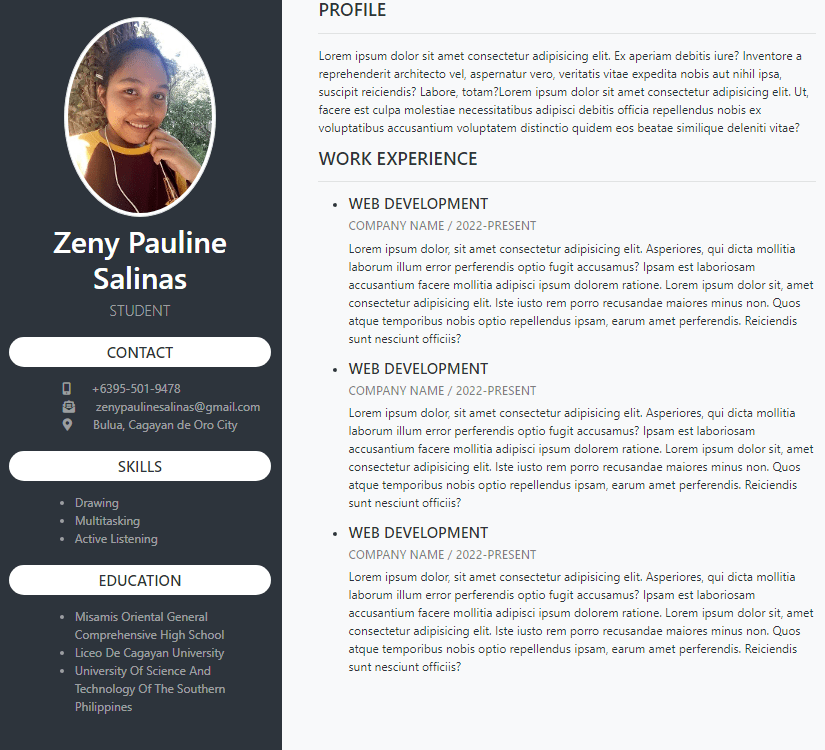 Zeny Pauline
Salinas
STUDENT
CONTACT
+6395-501-9478
zenypaulinesalinas@gmail.com
Bulua, Cagayan de Oro City
SKILLS
Drawing
Multitasking
Active Listening
EDUCATION
Misamis Oriental General
Comprehensive High School
Liceo De Cagayan University
University Of Science And
Technology Of The Southern
Philippines
PROFILE
Lorem ipsum dolor sit amet consectetur adipisicing elit. Ex aperiam debitis iure? Inventore a
reprehenderit architecto vel, aspernatur vero, veritatis vitae expedita nobis aut nihil ipsa,
suscipit reiciendis? Labore, totam?Lorem ipsum dolor sit amet consectetur adipisicing elit. Ut,
facere est culpa molestiae necessitatibus adipisci debitis officia repellendus nobis ex
voluptatibus accusantium voluptatem distinctio quidem eos beatae similique deleniti vitae?
WORK EXPERIENCE
WEB DEVELOPMENT
COMPANY NAME / 2022-PRESENT
Lorem ipsum dolor, sit amet consectetur adipisicing elit. Asperiores, qui dicta mollitia
laborum illum error perferendis optio fugit accusamus? Ipsam est laboriosam
accusantium facere mollitia adipisci dolorem ratione. Lorem ipsum dolor sit amet,
consectetur adipisicing elit. Iste iusto rem porro recusandae maiores minus non. Quos
atque temporibus nobis optio repellendus ipsam, earum amet perferendis. Reiciendis
sunt nesciunt officiis?
WEB DEVELOPMENT
COMPANY NAME / 2022-PRESENT
Lorem ipsum dolor, sit amet consectetur adipisicing elit. Asperiores, qui dicta mollitia
laborum illum error perferendis optio fugit accusamus? Ipsam est laboriosam
accusantium facere mollitia adipisci dolorem ratione. Lorem ipsum dolor sit amet,
consectetur adipisicing elit. Iste iusto rem porro recusandae maiores minus non. Quos
atque temporibus nobis optio repellendus ipsam, earum amet perferendis. Reiciendis
sunt nesciunt officiis?
WEB DEVELOPMENT
COMPANY NAME / 2022-PRESENT
Lorem ipsum dolor, sit amet consectetur adipisicing elit. Asperiores, qui dicta mollitia
laborum illum error perferendis optio fugit accusamus? Ipsam est laboriosam
accusantium facere mollitia adipisci dolorem ratione. Lorem ipsum dolor sit amet,
consectetur adipisicing elit. Iste iusto rem porro recusandae maiores minus non. Quos
atque temporibus nobis optio repellendus ipsam, earum amet perferendis. Reiciendis
sunt nesciunt officiis?